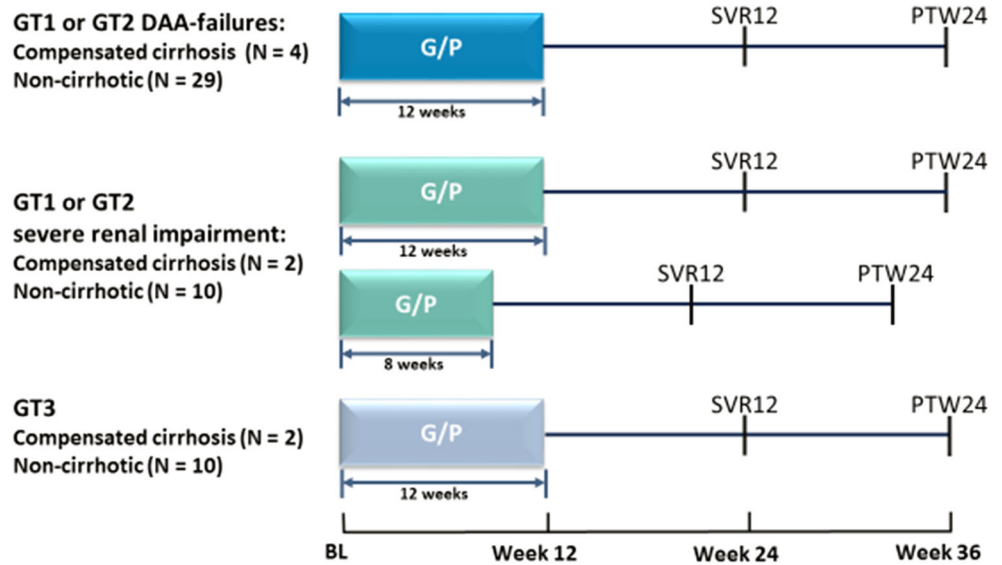 GT1 or GT2 DAA-failures:
Compensated cirrhosis (N = 4)
Non-cirrhotic (N = 29)
G/P
SVR12
PTW24
12 weeks
GT1 or GT2
severe renal impairment:
Compensated cirrhosis (N = 2)
Non-cirrhotic (N = 10)
G/P
SVR12
PTW24
12 weeks
G/P
SVR12
PTW24
8 weeks
GT3
Compensated cirrhosis (N = 2)
Non-cirrhotic (N = 10)
G/P
SVR12
PTW24
12 weeks
BL
Week 12
Week 24
Week 36